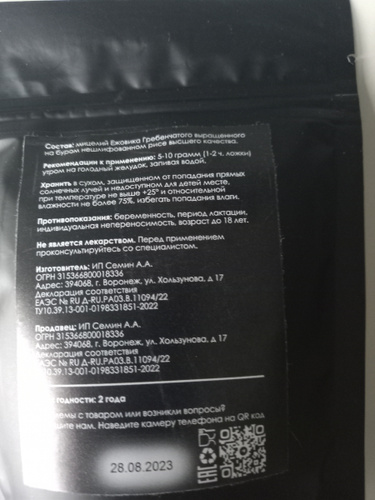 Состав: мицелий Ежовика Гребенчатого выращенного
на буром нешлифованном рисе высшего качества.
Рекомендации к применению: 5-10 грамм (1-2 ч. ложки)
утром на голодный желудок, запивая водой.
Хранить в сухом, защищенном от попадания прямых
солнечных лучей и недоступном для детей месте,
при температуре не выше +25° и относительной
влажности не более 75%, избегать попадания влаги.
Противопоказания: беременность, период лактации,
индивидуальная непереносимость, возраст до 18 лет.
Не является лекарством. Перед применением
проконсультируйтесь со специалистом.
Изготовитель: ИП Семин А.А.
ОГРН 315366800018336
Адрес: 394068, г. Воронеж, ул. Хользунова, д 17
Декларация соответствия
ЕАЭС № RU Д-RU.РА03.В.11094/22
ТУ10.39.13-001-0198331851-2022
Продавец: ИП Семин А.А.
ОГРН 315366800018336
Адрес: 394068, г. Воронеж, ул. Хользунова, д 17
Декларация соответствия
ЕАЭС № RU Д-RU.РА03.В.11094/22
ТУ10.39.13-001-0198331851-2022
годности: 2 года
с товаром или возникли вопросы?
нам. Наведите камеру телефона на QR код
28.08.2023
EAC